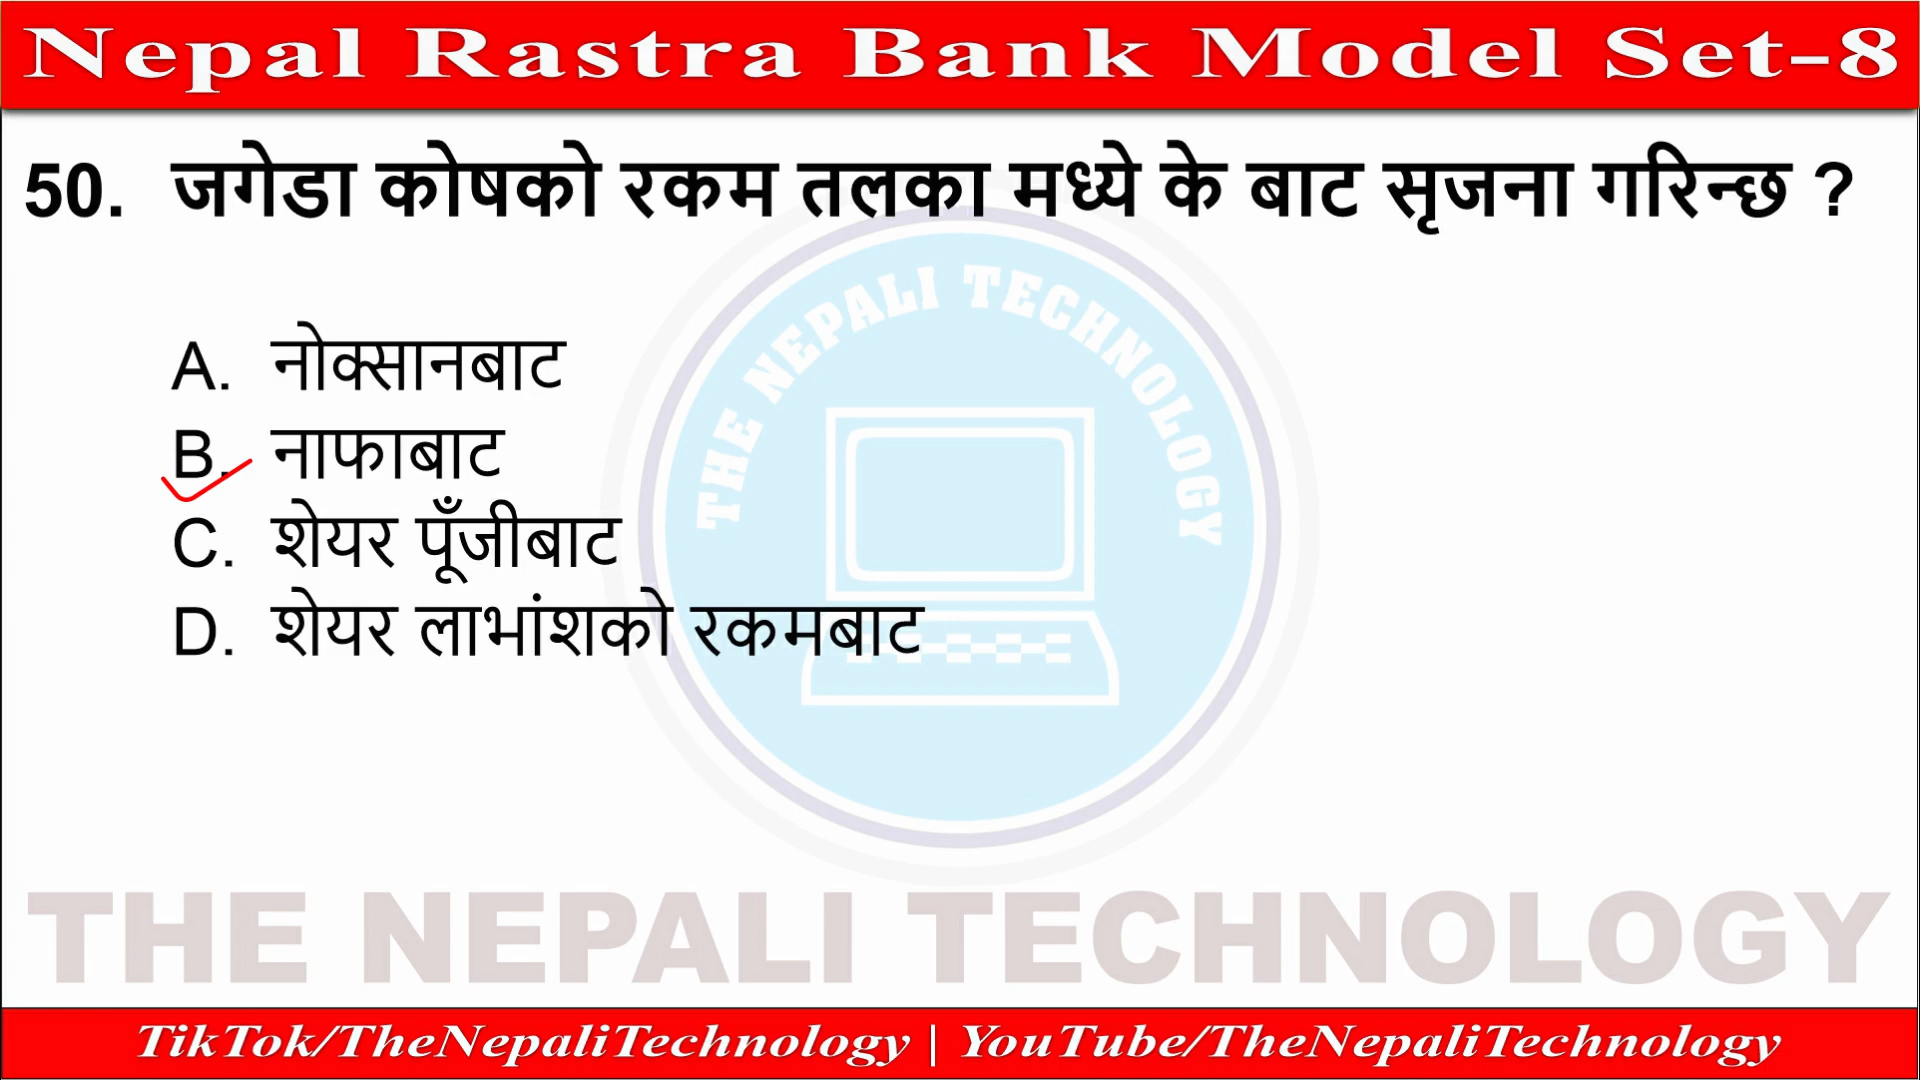 Nepal Rastra Bank Model Set-8
50. जगेडा कोषको रकम तलका मध्ये के बाट सृजना गरिन्छ ?
THE NEPALI TECHNOLOGY
A. नोक्सानबाट
B. नाफाबाट
C. शेयर पूँजीबाट
D. शेयर लाभांशको रकमबाट
THE NEPALI TECHNOLOGY
TikTok/TheNepaliTechnology | YouTube/TheNepaliTechnology